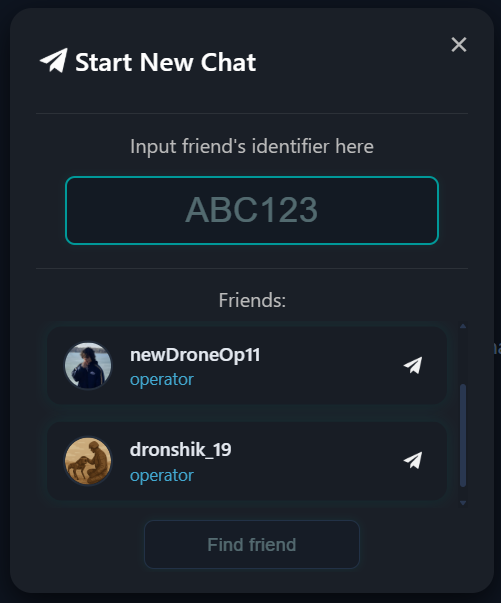 Start New Chat
Input friend's identifier here
ABC123
Friends:
newDroneOp11
operator
dronshik_19
operator
Find friend